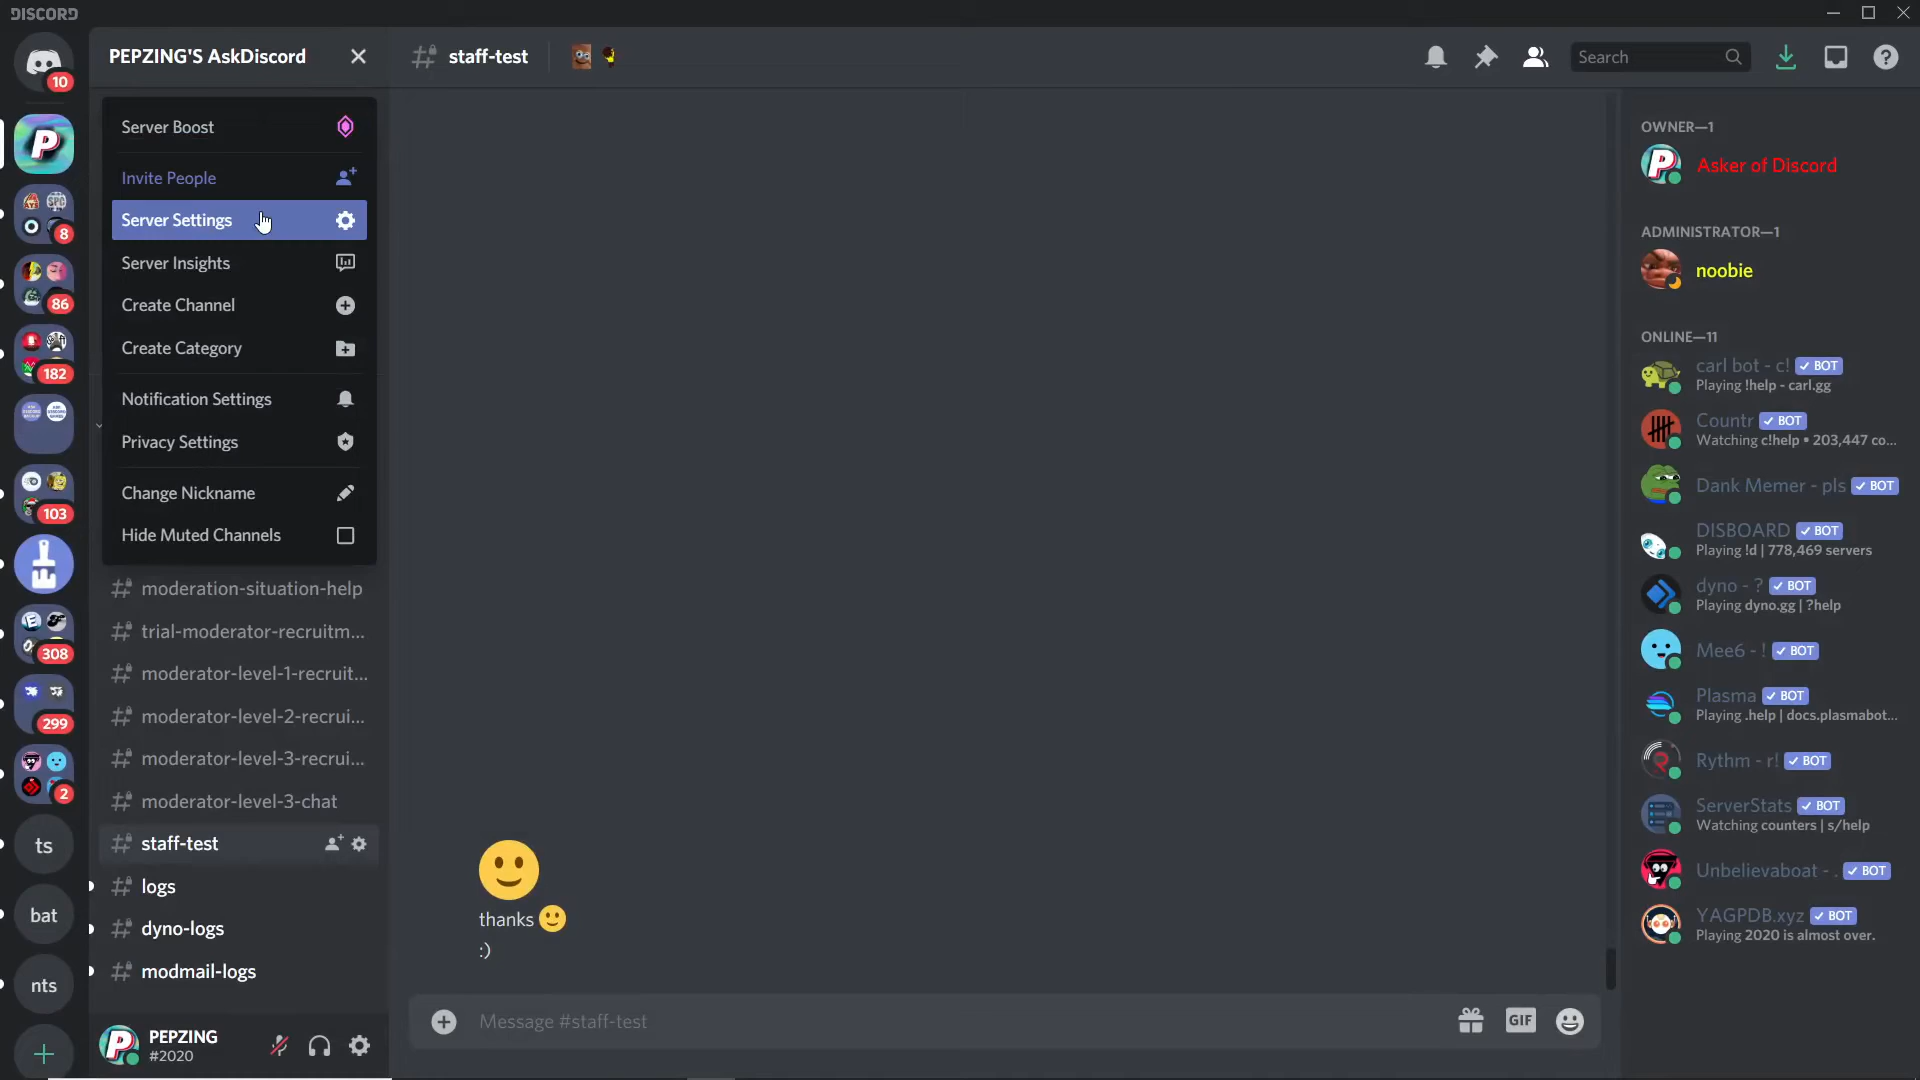 DISCORD
10
8
86
182
103
308
299
2
ts
bat
nts
PEPZING'S AskDiscord
Server Boost
Invite People
Server Settings
Server Insights
Create Channel
Create Category
Notification Settings
Privacy Settings
Change Nickname
Hide Muted Channels
moderation-situation-help
trial-moderator-recruitm...
moderator-level-1-recruit...
moderator-level-2-recrui...
moderator-level-3-recrui...
moderator-level-3-chat
staff-test
logs
dyno-logs
modmail-logs
PEPZING
#2020
staff-test
Search
thanks
:)
Message #staff-test
GIF
OWNER—1
Asker of Discord
ADMINISTRATOR—1
noobie
ONLINE—11
carl bot - c! ✓ BOT
Playing !help - carl.gg
Countr ✓ BOT
Watching c!help • 203,447 co...
Dank Memer - pls ✓ BOT
DISBOARD ✓ BOT
Playing !d | 778,469 servers
dyno - ? ✓ BOT
Playing dyno.gg | ?help
Mee6 - ! ✓ BOT
Plasma ✓ BOT
Playing .help | docs.plasmabot...
Rythm - r! ✓ BOT
ServerStats ✓ BOT
Watching counters | s/help
Unbelievaboat - . ✓ BOT
YAGPDB.xyz ✓ BOT
Playing 2020 is almost over.